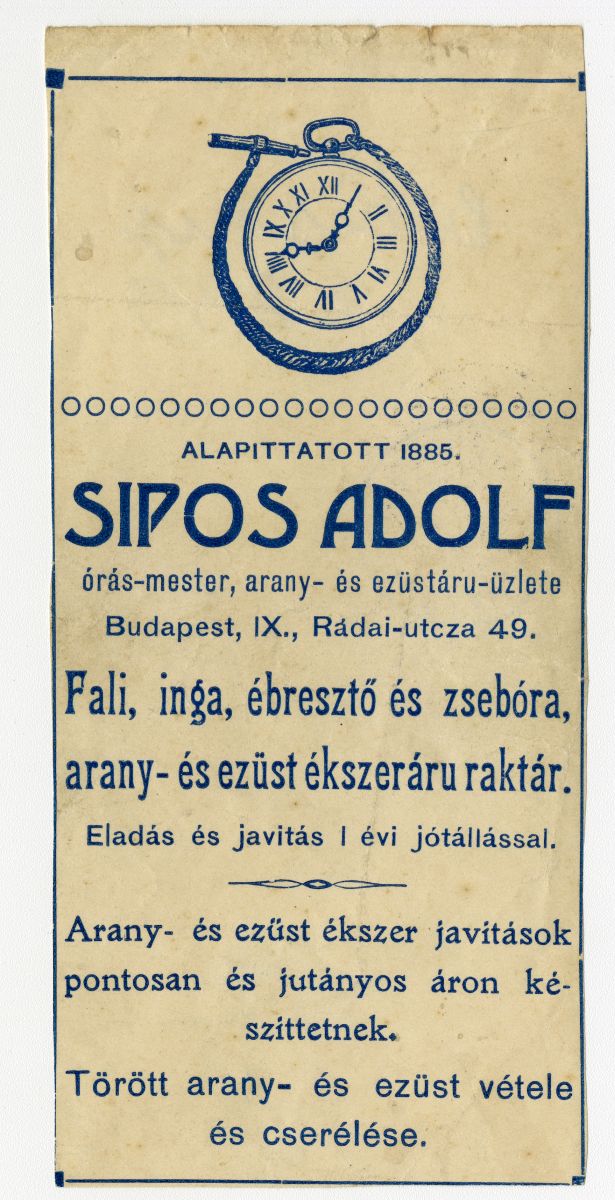 XII
XI
X
IX
IIII
II
III
VI
V
IV
VI
VII
ALAPITTATOTT 1885.
SIPOS ADOLF
órás-mester, arany- és ezüstáru-üzlete
Budapest, IX., Rádai-utcza 49.
Fali, inga, ébresztő és zsebóra,
arany- és ezüst ékszeráru raktár.
Eladás és javitás 1 évi jótállással.
Arany- és ezüst ékszer javitások
pontosan és jutányos áron ké-
szittetnek.
Törött arany- és ezüst vétele
és cserélése.